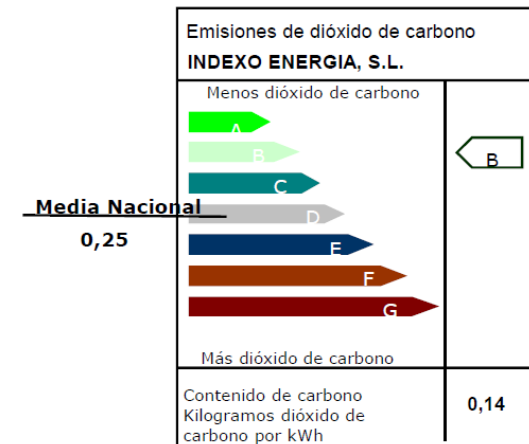 Emisiones de dióxido de carbono
INDEXO ENERGIA, S.L.
Menos dióxido de carbono
A
B
B
C
Media Nacional
D
0,25
E
F
G
Más dióxido de carbono
Contenido de carbono
Kilogramos dióxido de
carbono por kWh
0,14